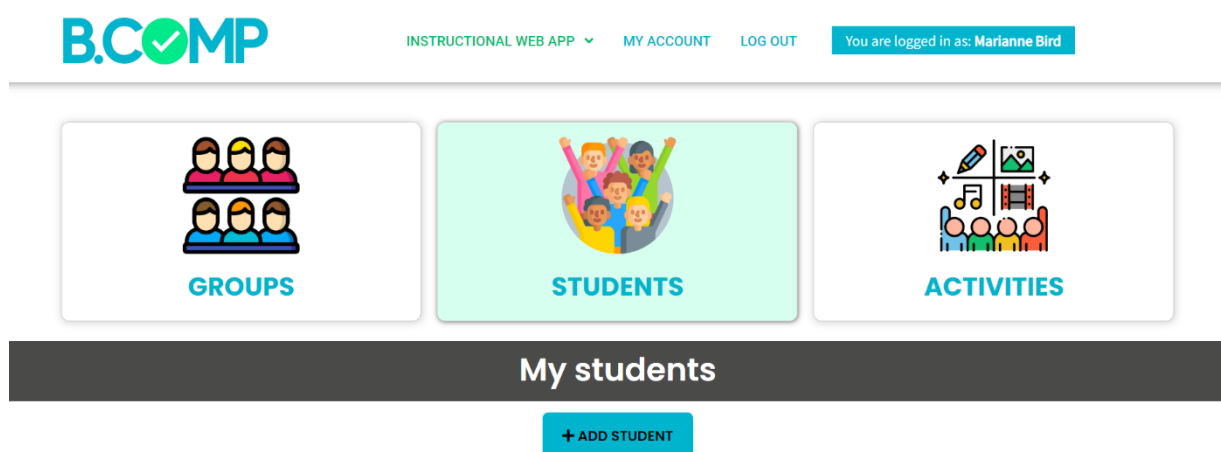 B.COMP
INSTRUCTIONAL WEB APP MY ACCOUNT LOG OUT You are logged in as: Marianne Bird
GROUPS STUDENTS ACTIVITIES
My students
+ ADD STUDENT